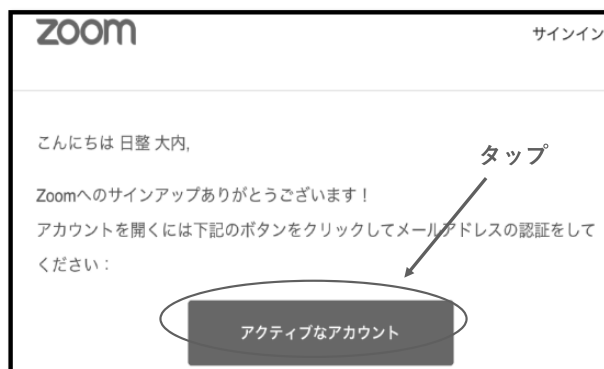 zoom
サインイン
こんにちは 日整 大内,
タップ
Zoomへのサインアップありがとうございます！
アカウントを開くには下記のボタンをクリックしてメールアドレスの認証をして
ください：
アクティブなアカウント